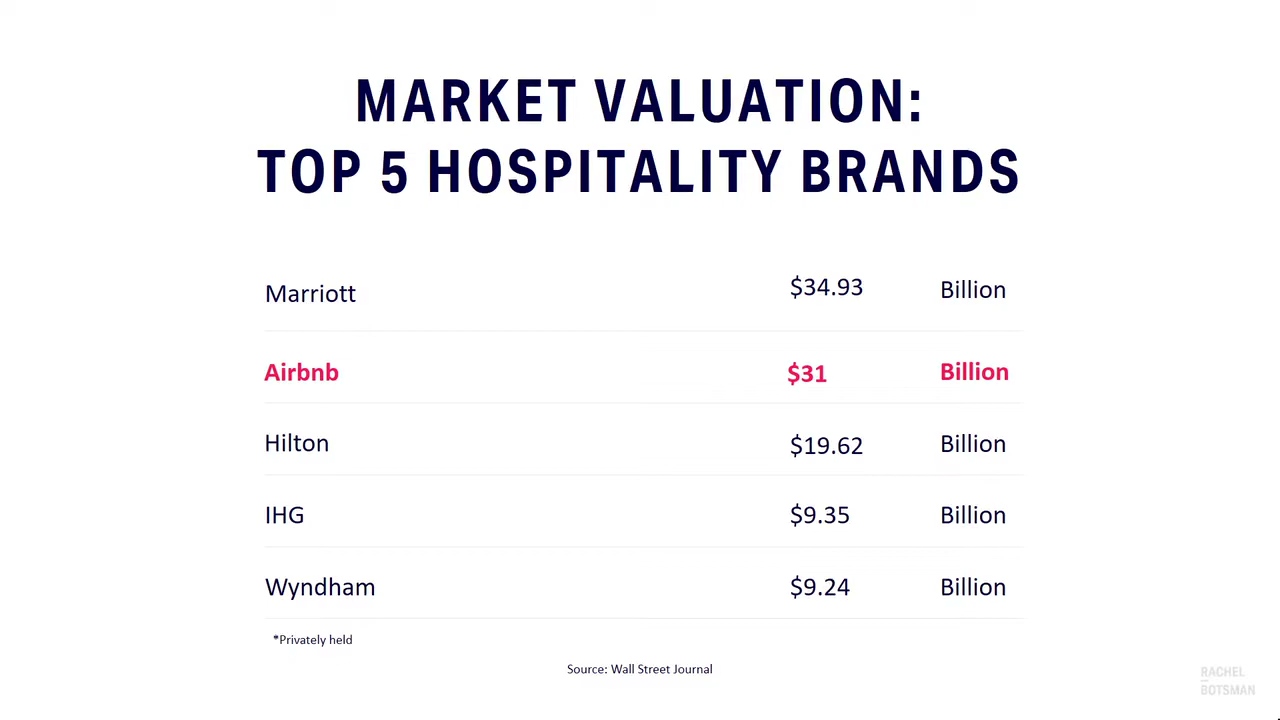 MARKET VALUATION:
TOP 5 HOSPITALITY BRANDS
Marriott $34.93 Billion
Airbnb $31 Billion
Hilton $19.62 Billion
IHG $9.35 Billion
Wyndham $9.24 Billion
*Privately held
Source: Wall Street Journal
RACHEL
BOTSMAN